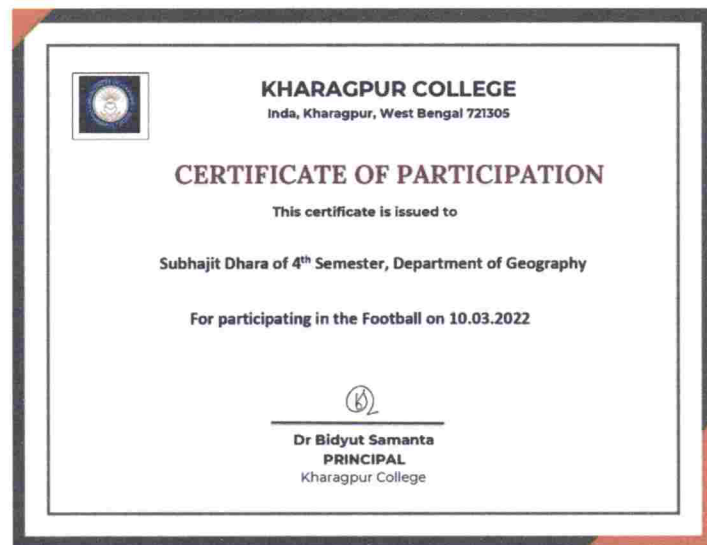 KHARAGPUR COLLEGE
Inda, Kharagpur, West Bengal 721305
CERTIFICATE OF PARTICIPATION
This certificate is issued to
Subhajit Dhara of 4th Semester, Department of Geography
For participating in the Football on 10.03.2022
Dr Bidyut Samanta
PRINCIPAL
Kharagpur College